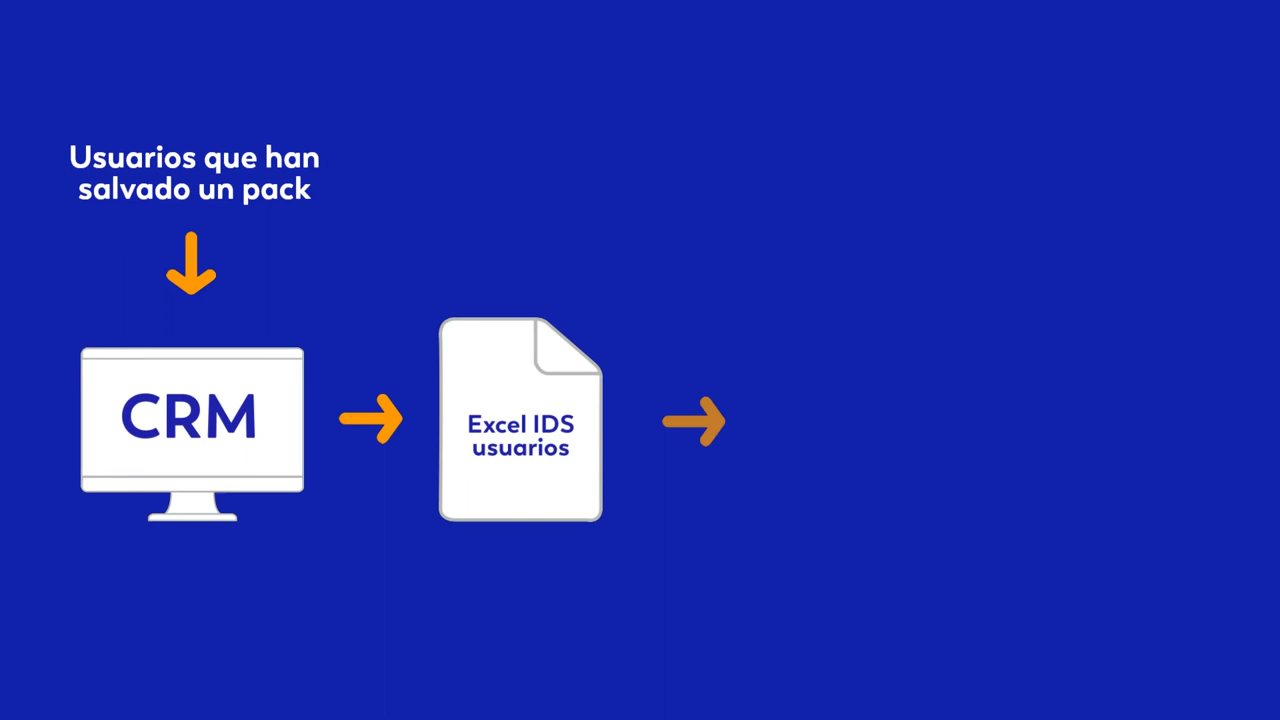 Usuarios que han
salvado un pack
CRM
Excel IDS
usuarios